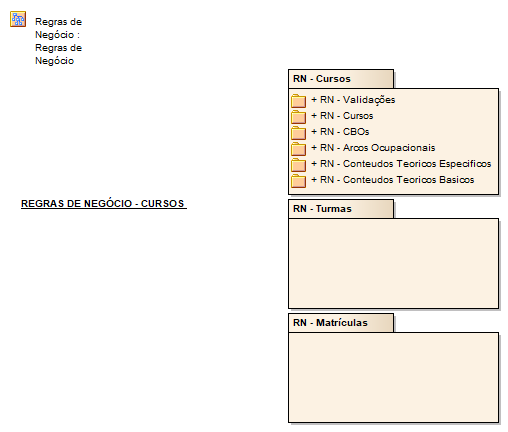 Regras de
Negócio :
Regras de
Negócio
RN - Cursos
+ RN - Validações
+ RN - Cursos
+ RN - CBOs
+ RN - Arcos Ocupacionais
+ RN - Conteudos Teoricos Especificos
+ RN - Conteudos Teoricos Basicos
REGRAS DE NEGÓCIO - CURSOS
RN - Turmas
RN - Matrículas